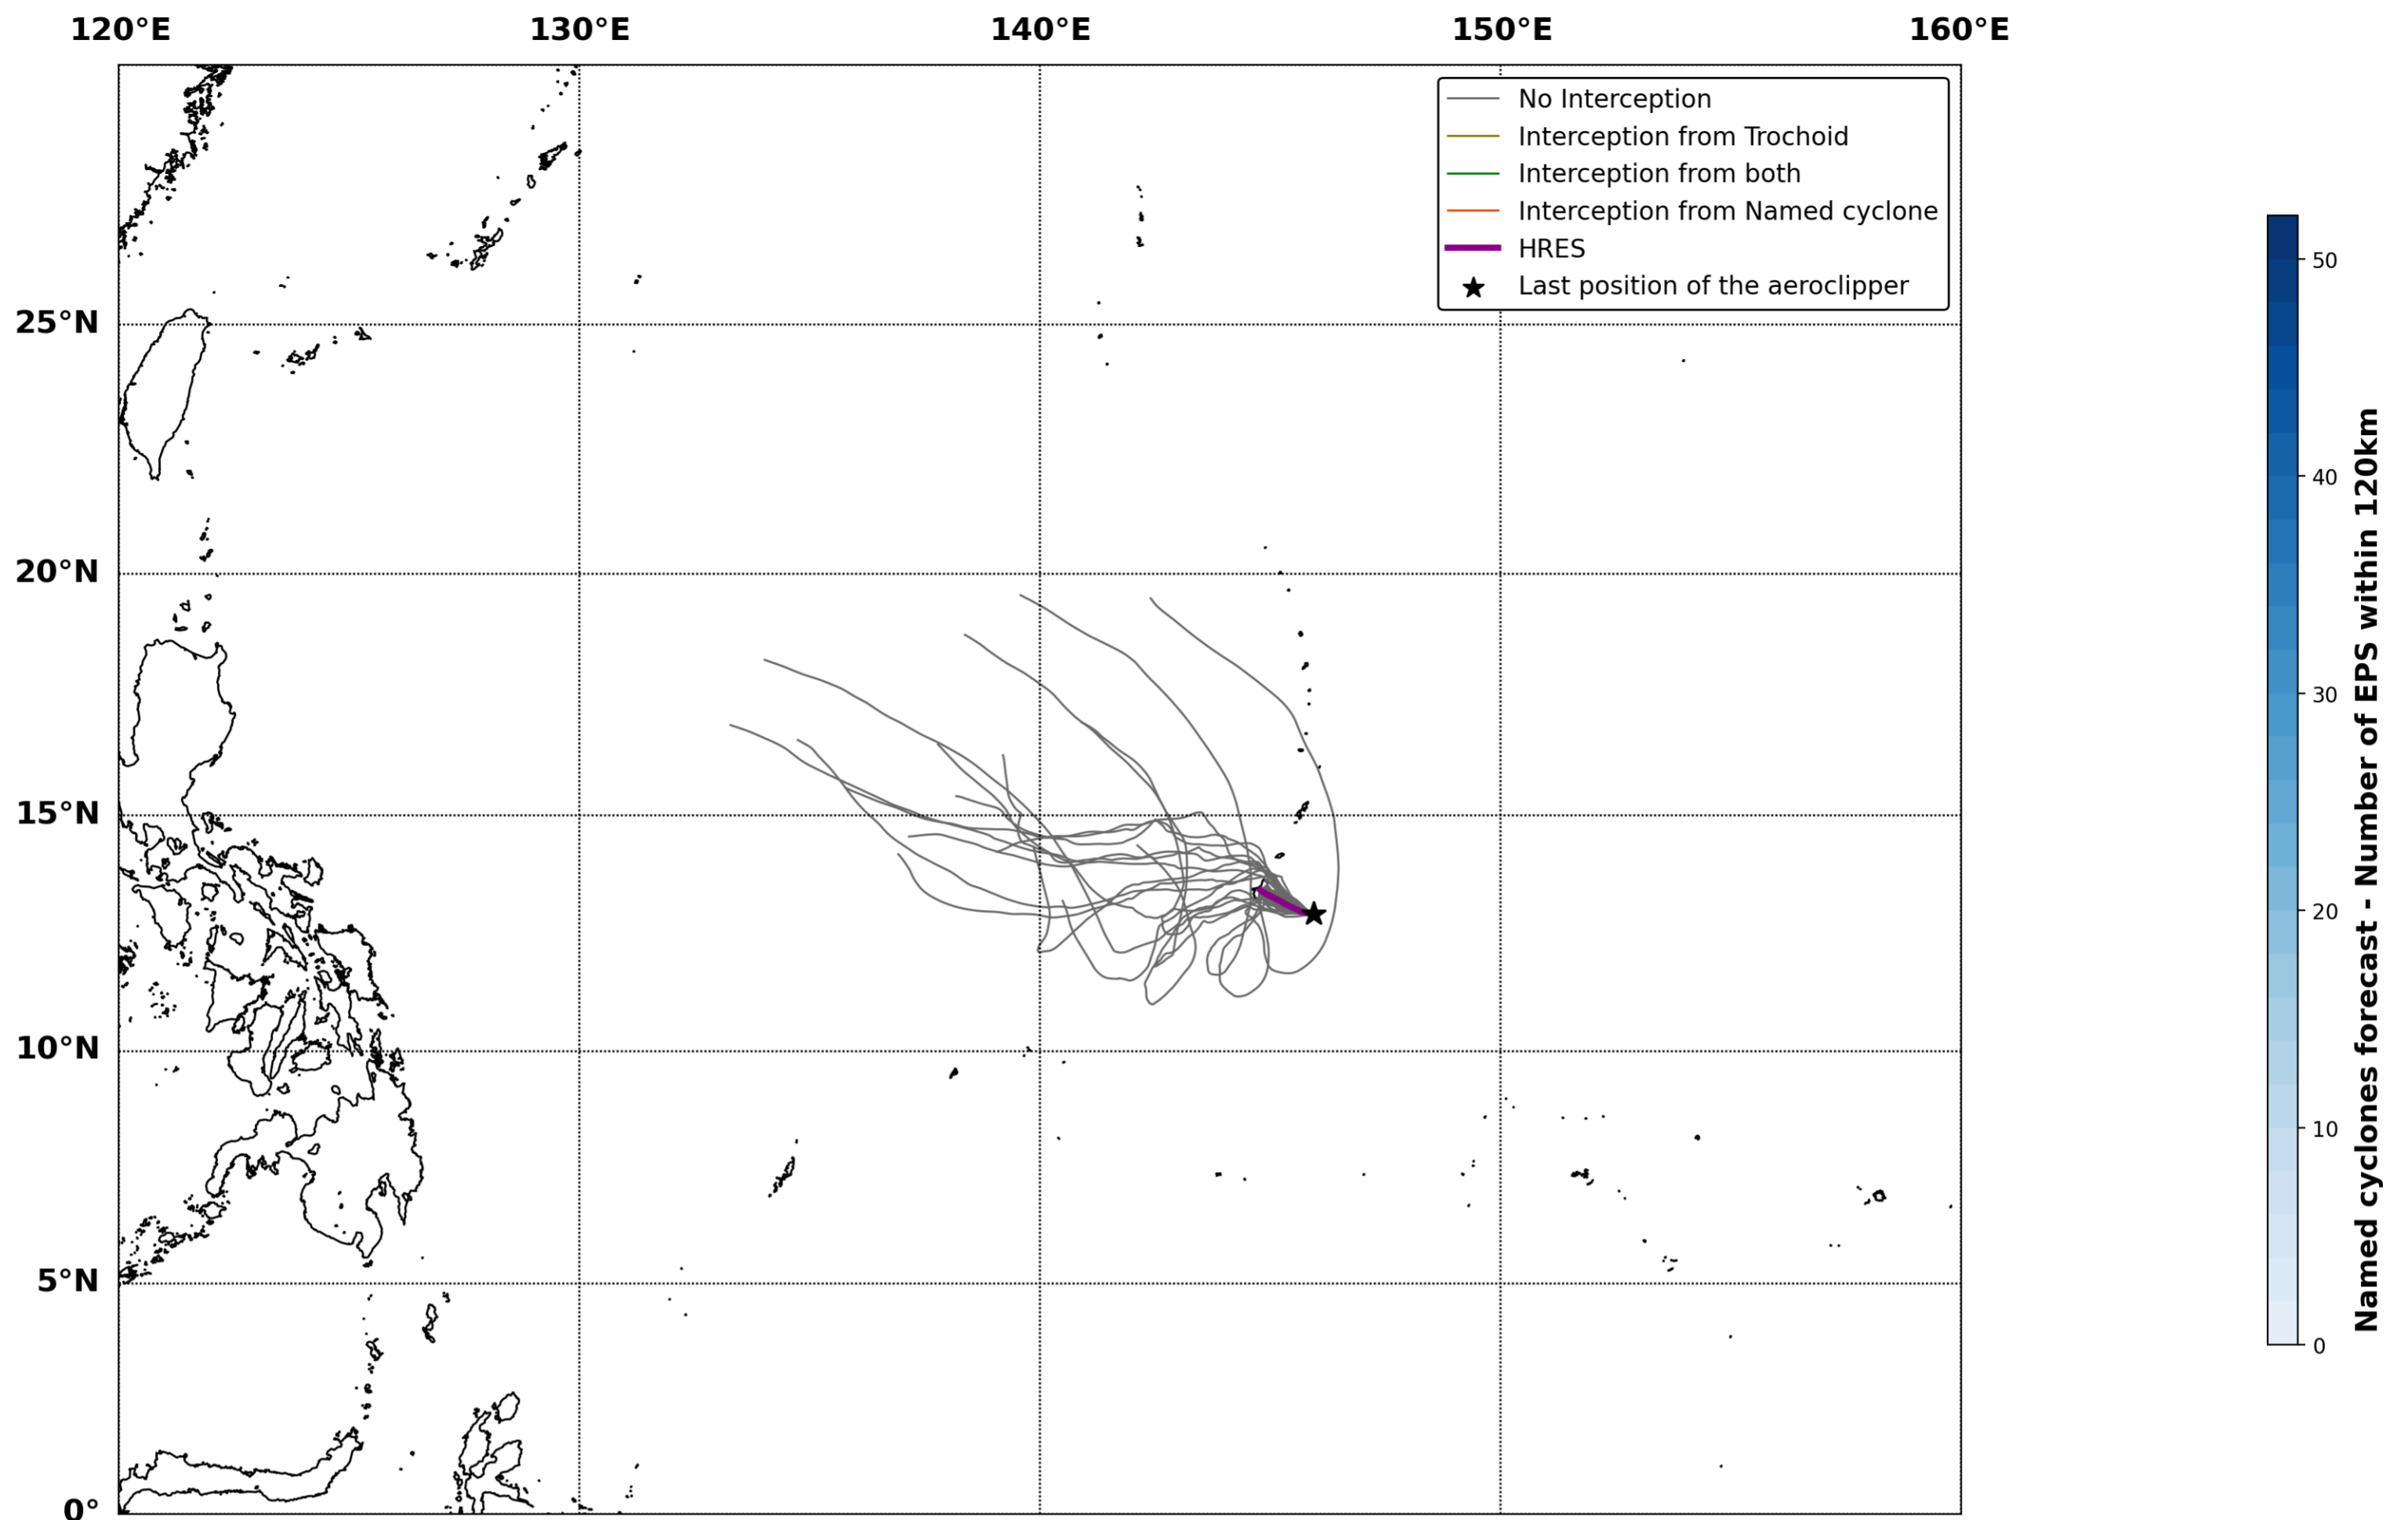 120°E 130°E 140°E 150°E 160°E
No Interception
Interception from Trochoid
Interception from both
Interception from Named cyclone
HRES
Last position of the aeroclipper
25°N
20°N
15°N
10°N
5°N
0°
50
40
30
20
10
0
Named cyclones forecast - Number of EPS within 120km